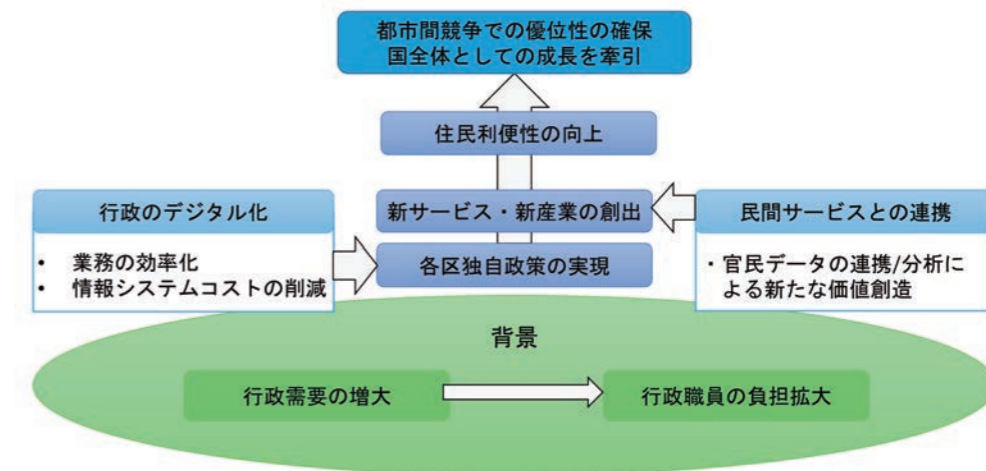 都市間競争での優位性の確保
国全体としての成長を牽引
住民利便性の向上
行政のデジタル化
• 業務の効率化
• 情報システムコストの削減
新サービス・新産業の創出
各区独自政策の実現
民間サービスとの連携
・官民データの連携/分析に
よる新たな価値創造
背景
行政需要の増大
行政職員の負担拡大